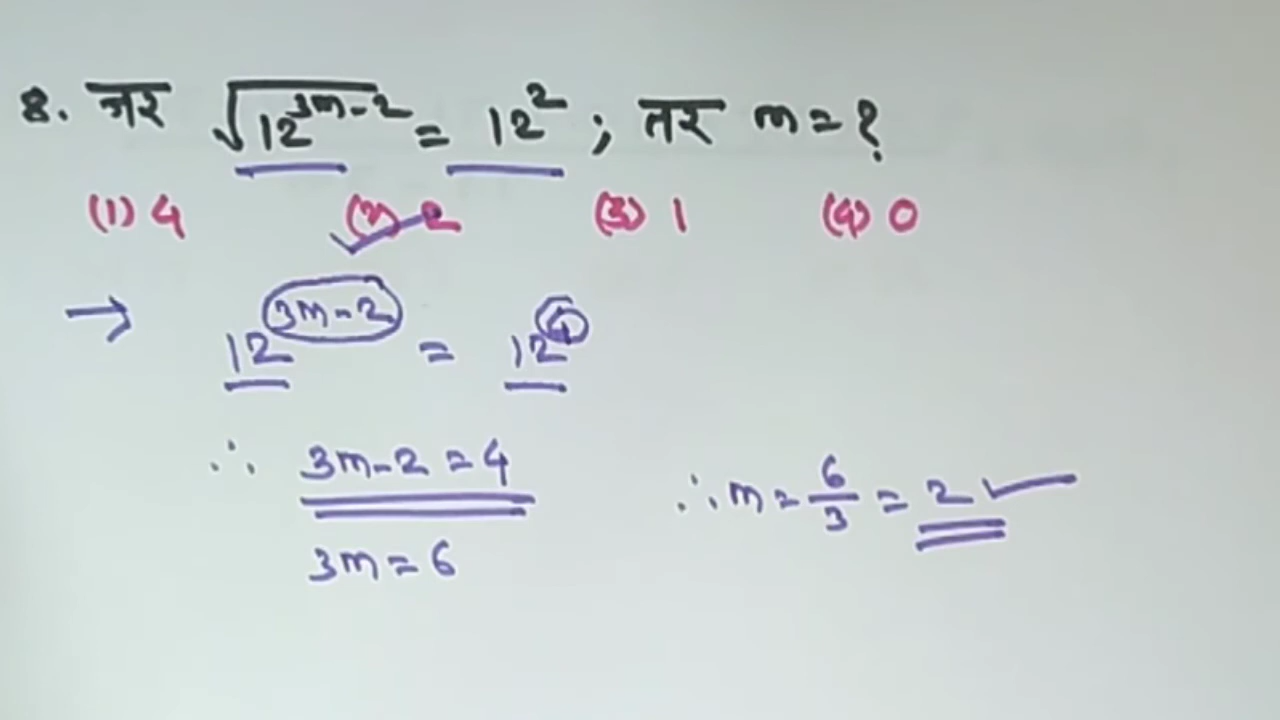 8. जर √12^(3m-2) = 12^2 ; तर m = ?
(1) 4 (२) 2 (3) 1 (4) 0
→ 12^(3m-2) = 12^4
∴ 3m-2 = 4 ∴ m = 6/3 = 2 ✓
3m = 6